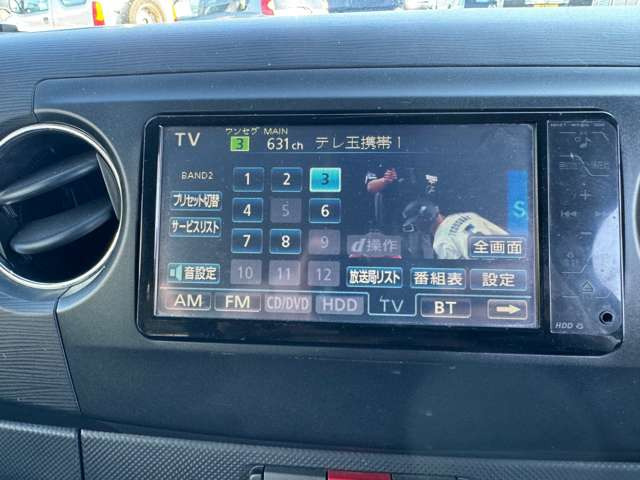 TV ワンセグ 3 MAIN 631ch テレ玉携帯1
BAND2 1 2 3
プリセット切替 4 5 6
サービスリスト 7 8 9 d操作 全画面
音設定 10 11 12 放送局リスト 番組表 設定
AM FM CD/DVD HDD TV BT
HDD
$